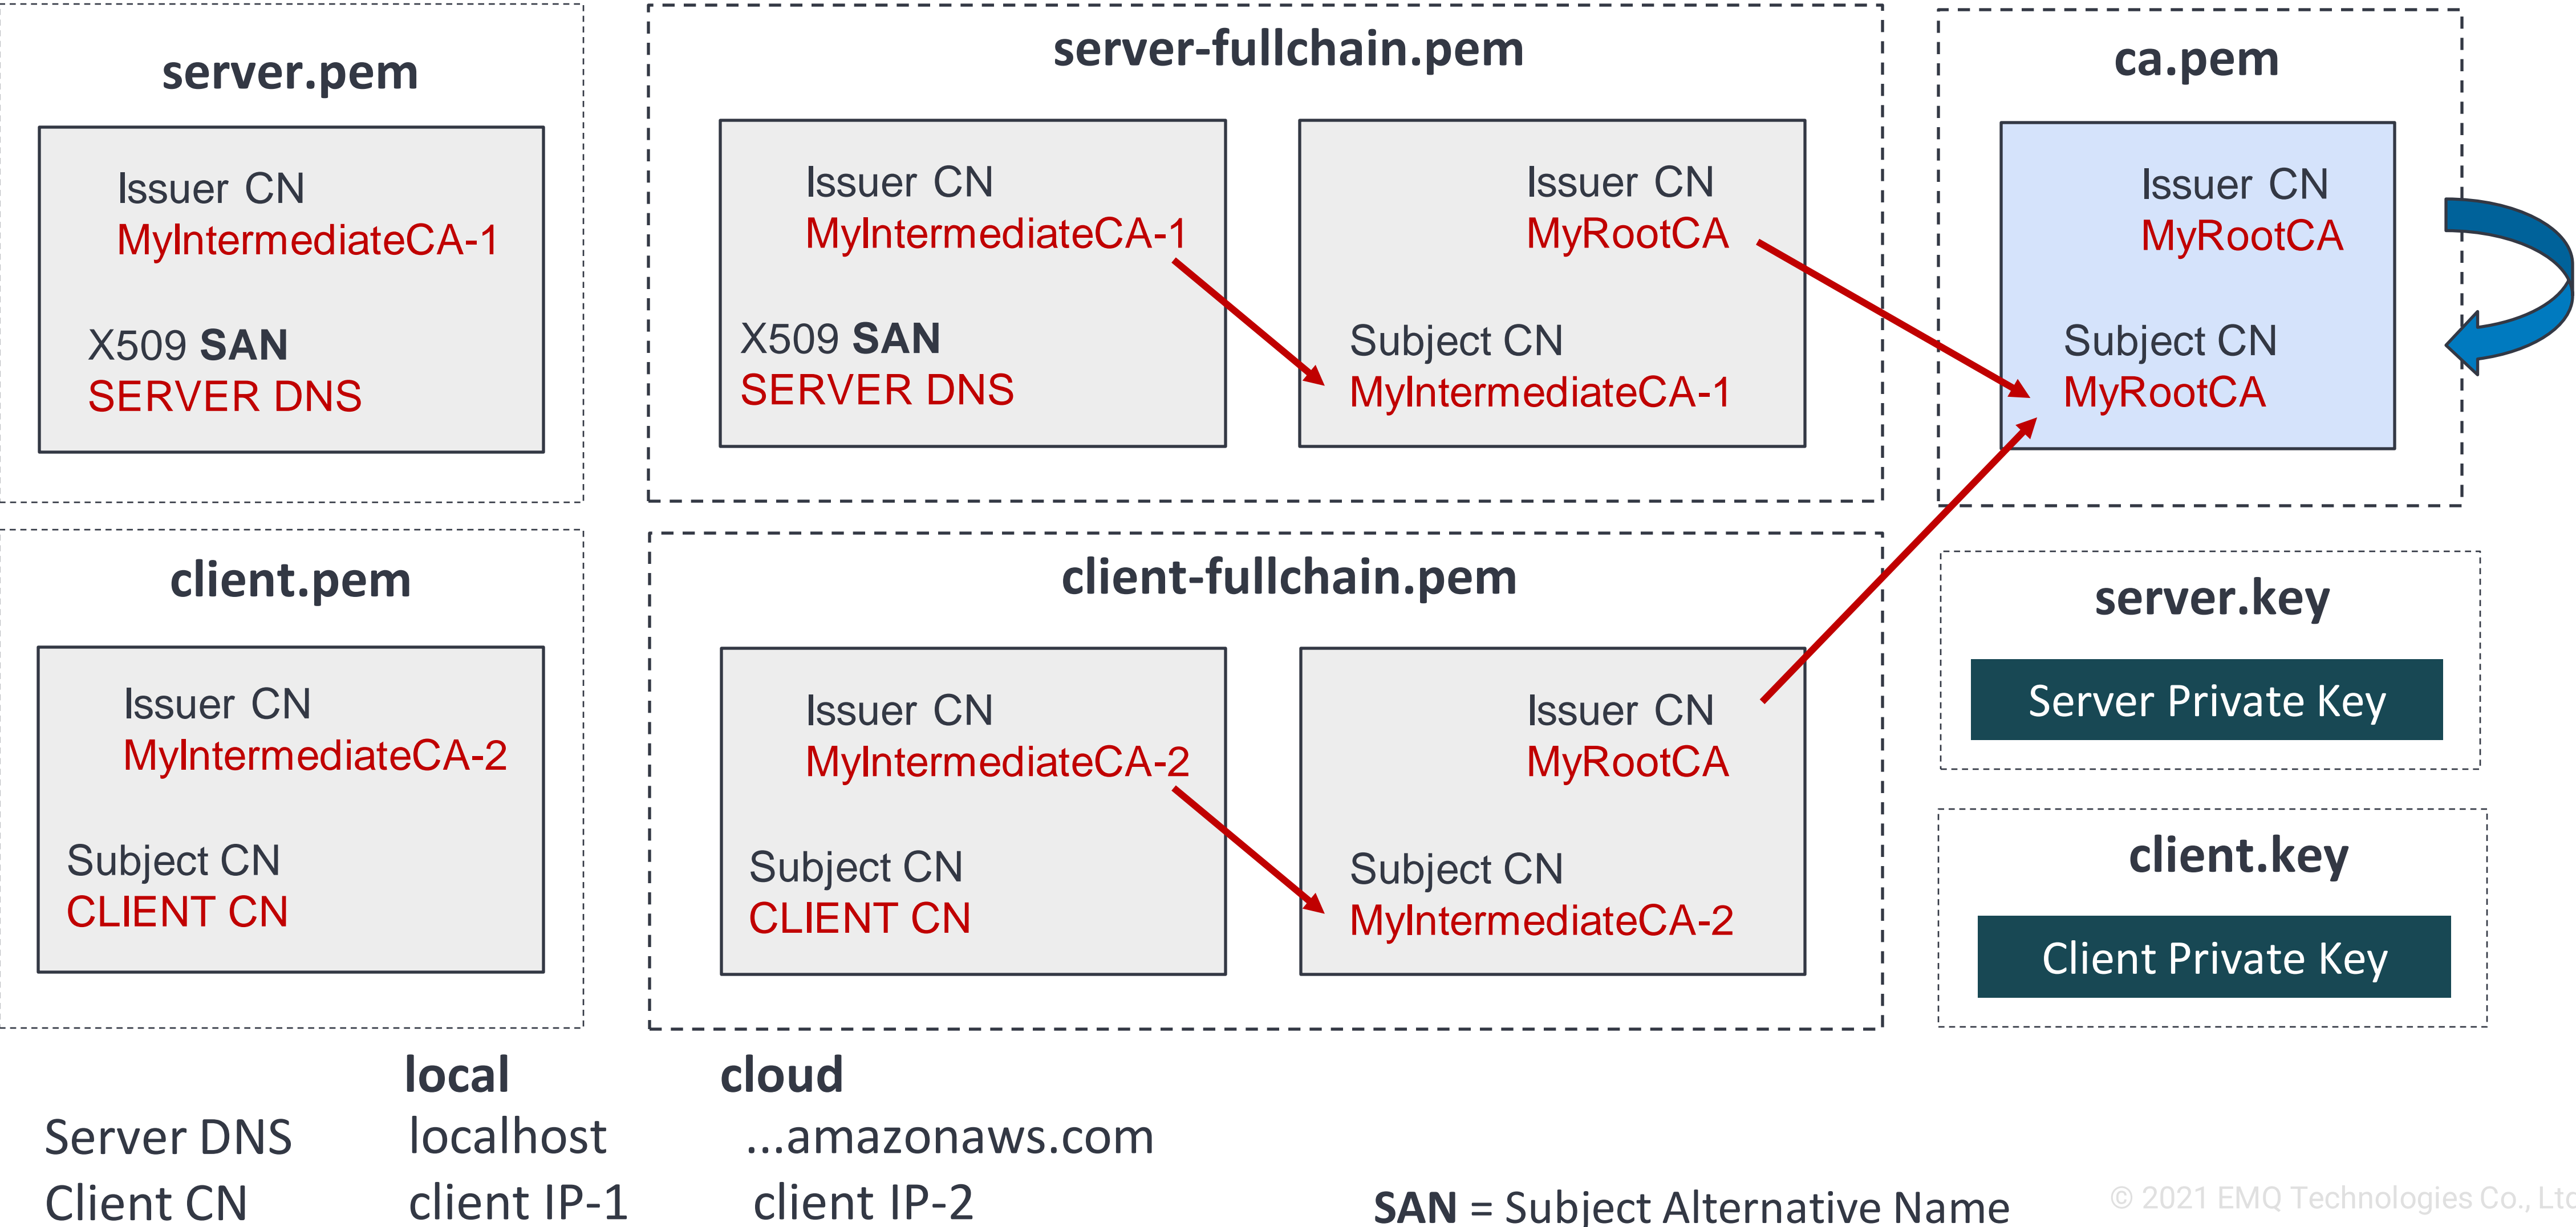 server.pem
Issuer CN
MyIntermediateCA-1
X509 SAN
SERVER DNS
server-fullchain.pem
Issuer CN
MyIntermediateCA-1
X509 SAN
SERVER DNS
Issuer CN
MyRootCA
Subject CN
MyIntermediateCA-1
ca.pem
Issuer CN
MyRootCA
Subject CN
MyRootCA
client.pem
Issuer CN
MyIntermediateCA-2
Subject CN
CLIENT CN
client-fullchain.pem
Issuer CN
MyIntermediateCA-2
Subject CN
CLIENT CN
Issuer CN
MyRootCA
Subject CN
MyIntermediateCA-2
server.key
Server Private Key
client.key
Client Private Key
local cloud
Server DNS localhost ...amazonaws.com
Client CN client IP-1 client IP-2
SAN = Subject Alternative Name
© 2021 EMQ Technologies Co., Ltd